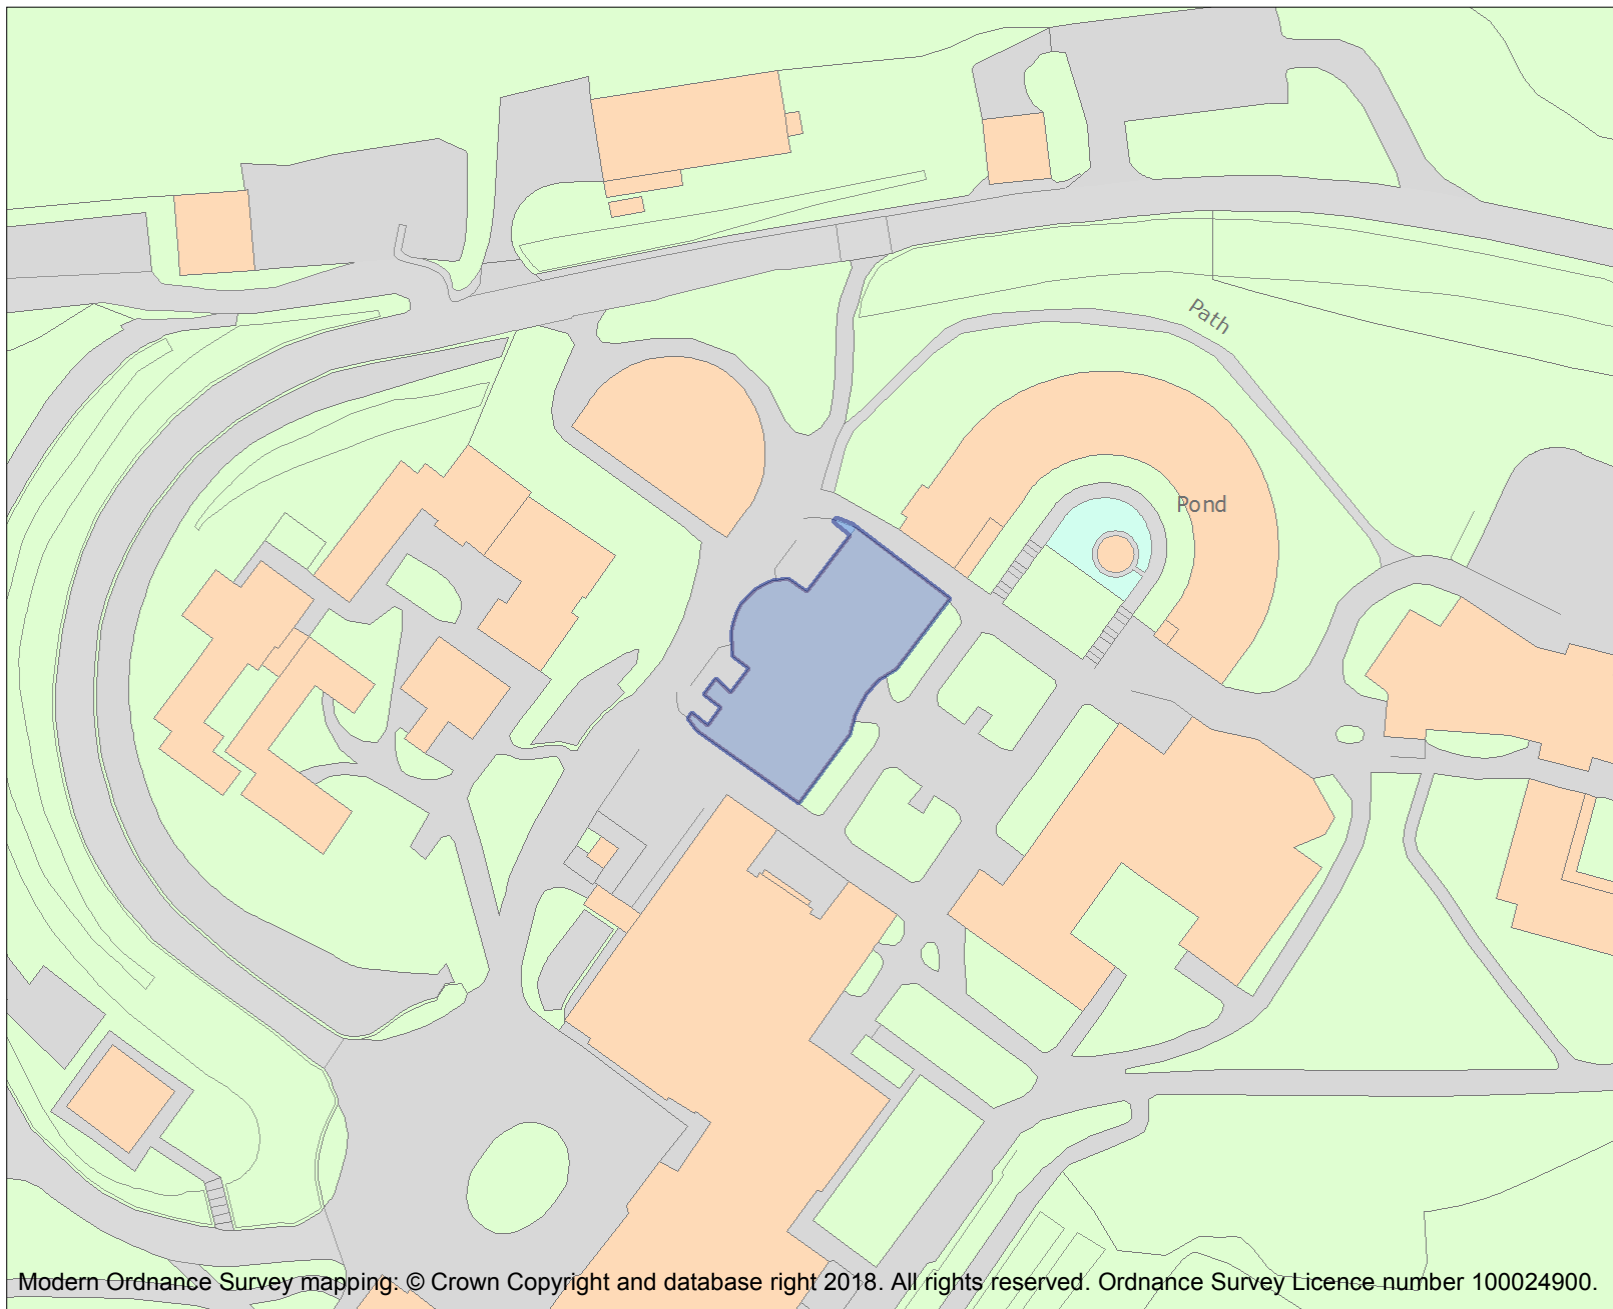 Path
Pond
Modern Ordnance Survey mapping: © Crown Copyright and database right 2018. All rights reserved. Ordnance Survey Licence number 100024900.